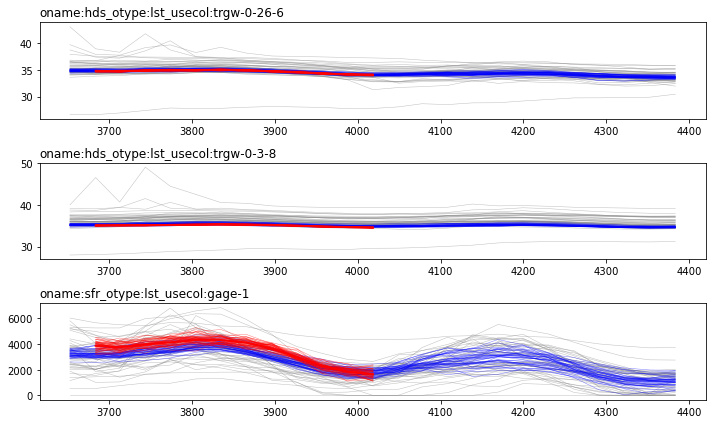 oname:hds_otype:lst_usecol:trgw-0-26-6
40
35
30
3700 3800 3900 4000 4100 4200 4300 4400
oname:hds_otype:lst_usecol:trgw-0-3-8
50
40
30
3700 3800 3900 4000 4100 4200 4300 4400
oname:sfr_otype:lst_usecol:gage-1
6000
4000
2000
0
3700 3800 3900 4000 4100 4200 4300 4400